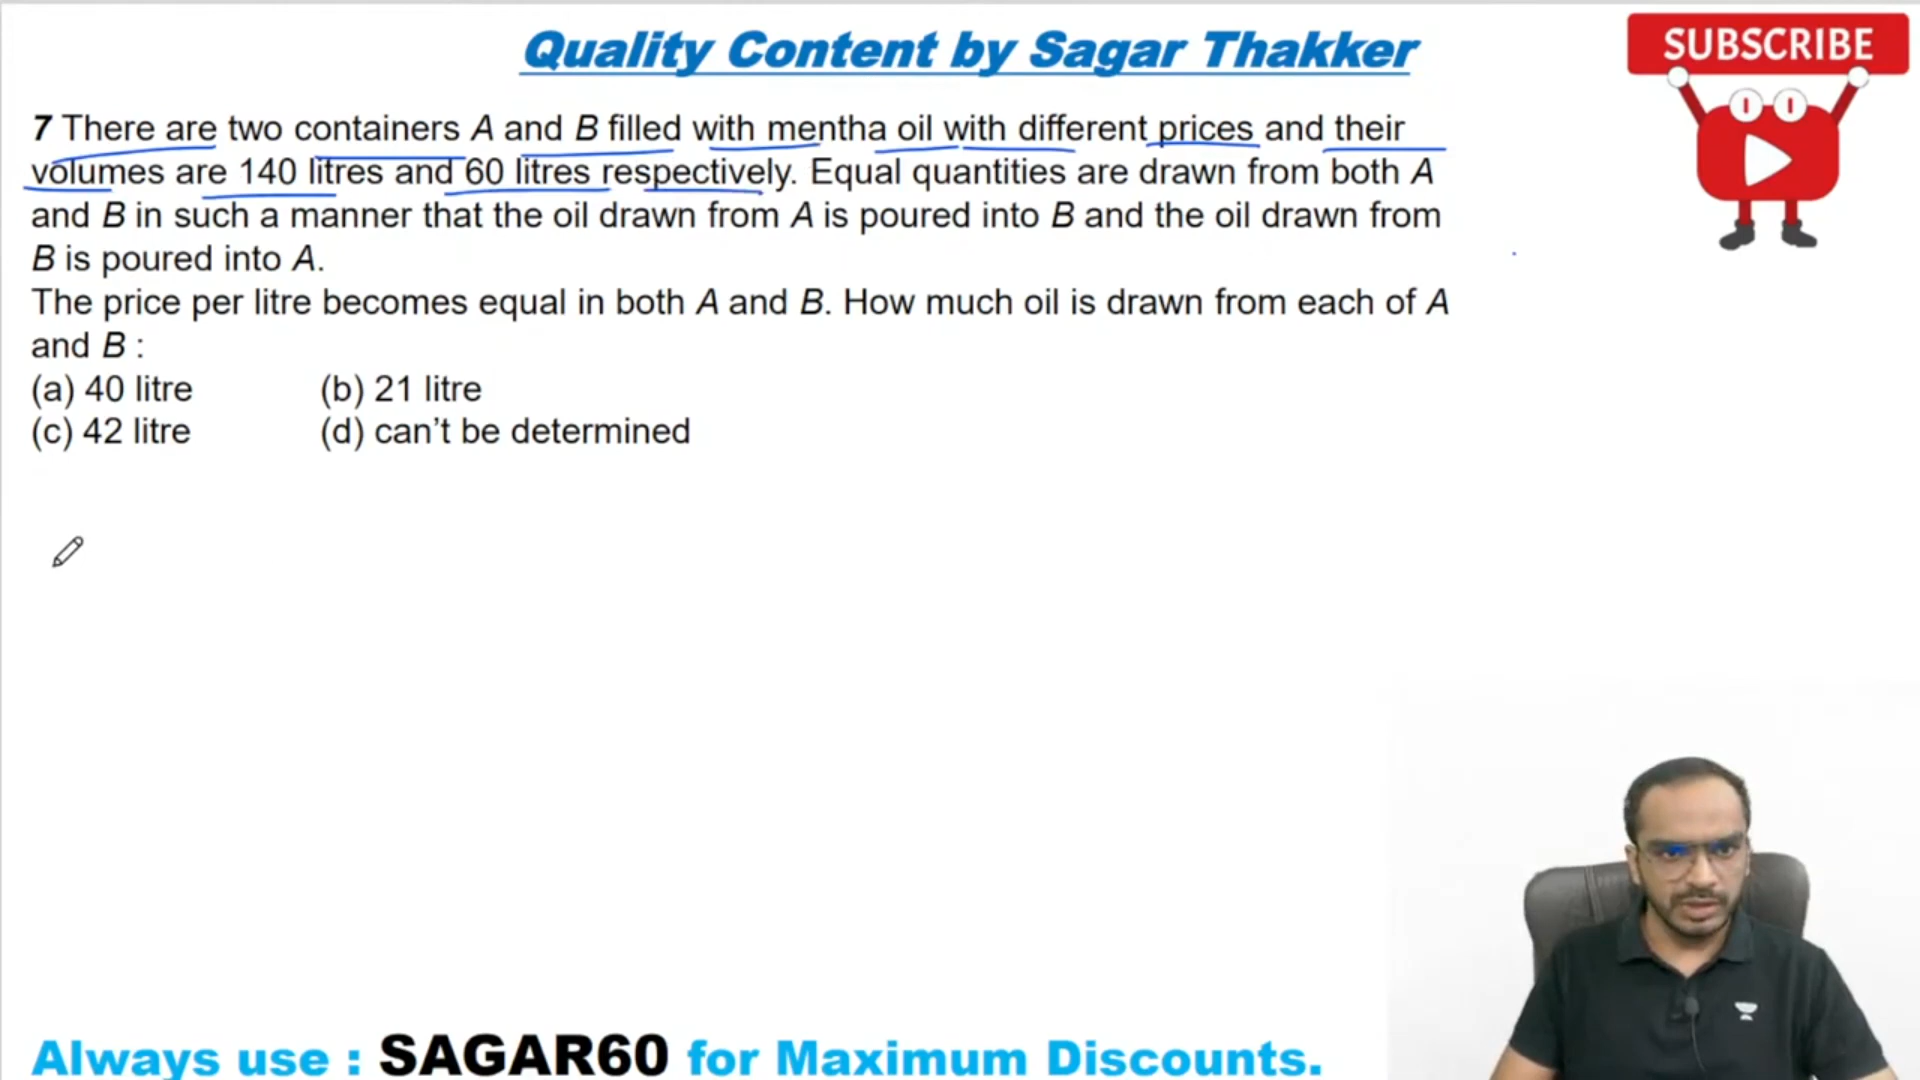 Quality Content by Sagar Thakker
SUBSCRIBE
7 There are two containers A and B filled with mentha oil with different prices and their
volumes are 140 litres and 60 litres respectively. Equal quantities are drawn from both A
and B in such a manner that the oil drawn from A is poured into B and the oil drawn from
B is poured into A.
The price per litre becomes equal in both A and B. How much oil is drawn from each of A
and B :
(a) 40 litre (b) 21 litre
(c) 42 litre (d) can’t be determined
Always use : SAGAR60 for Maximum Discounts.